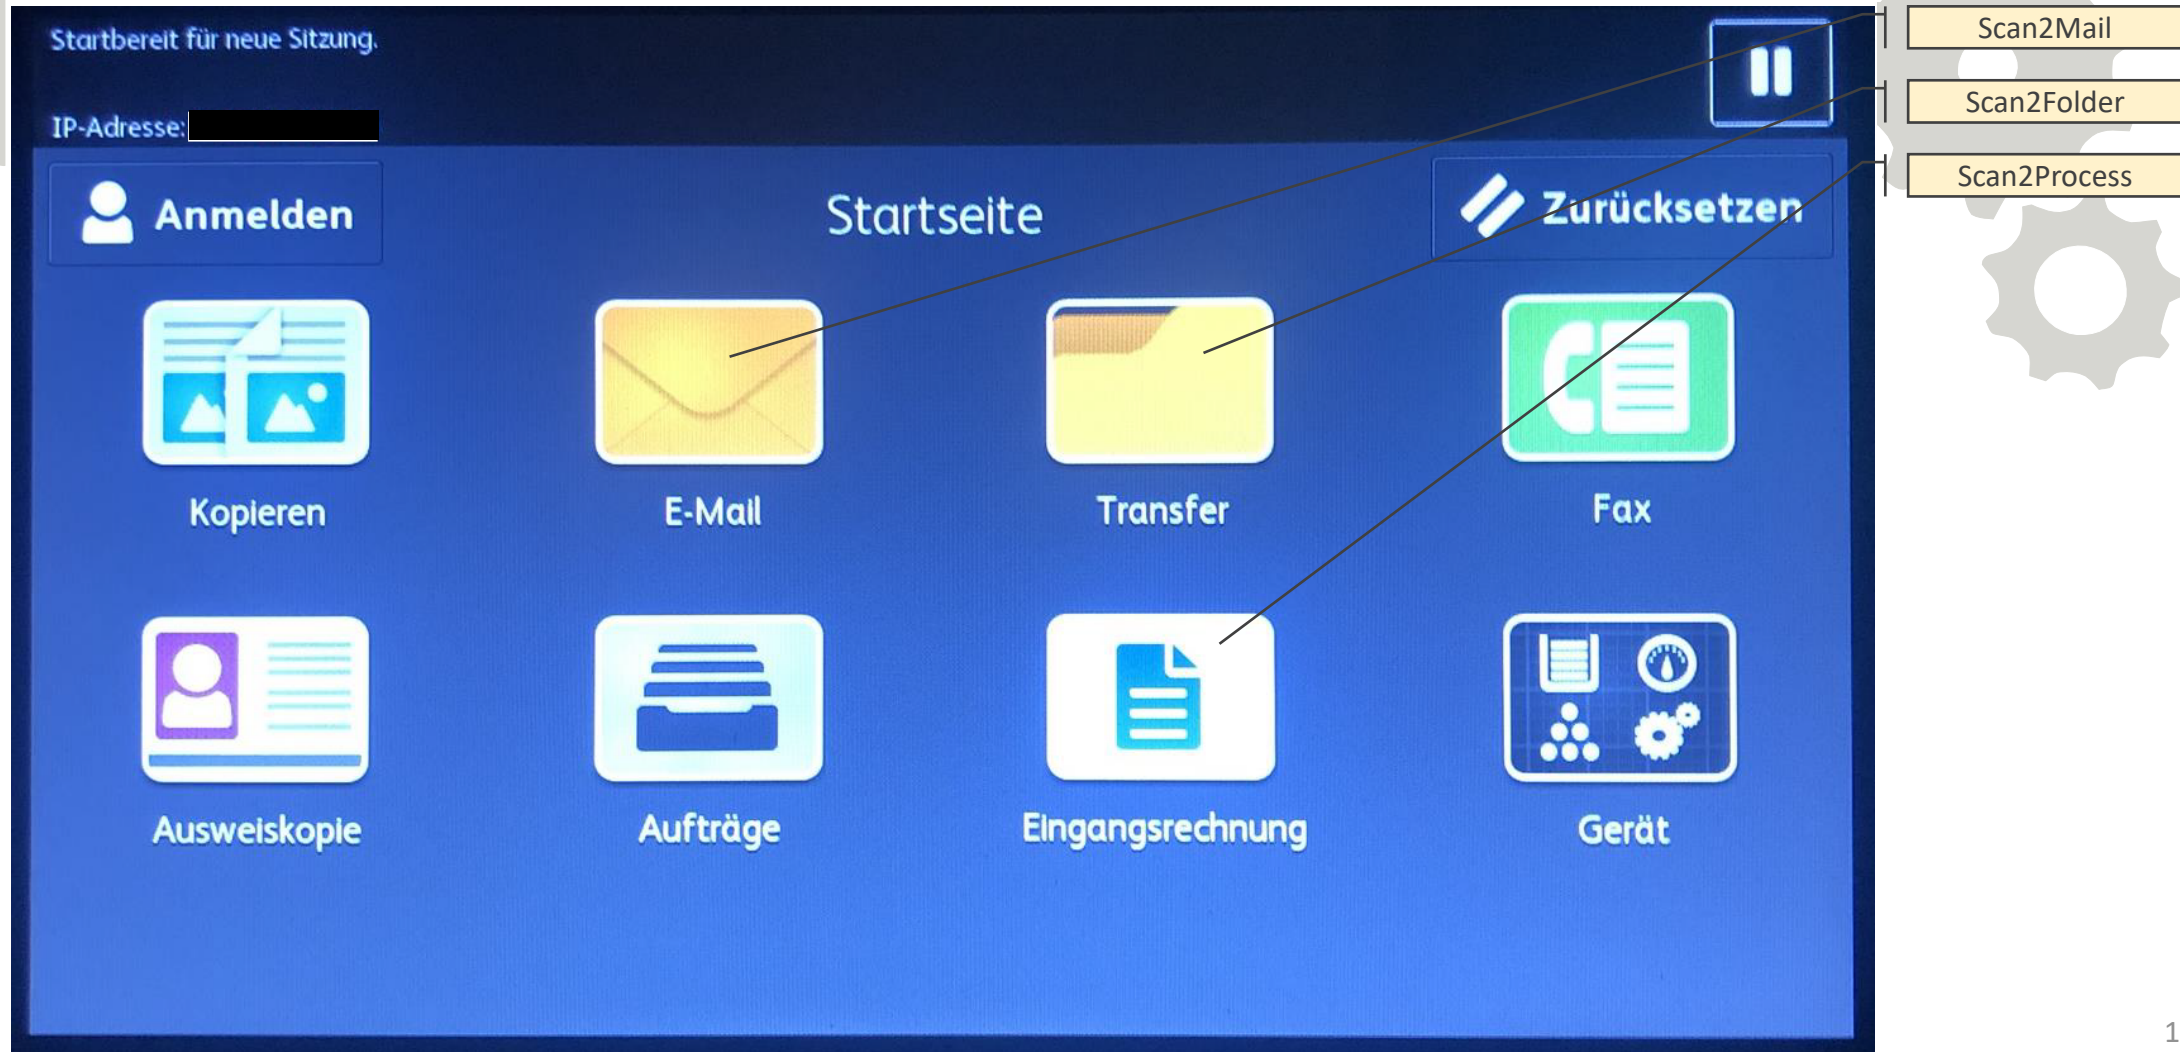 Startbereit für neue Sitzung.
IP-Adresse:
Anmelden
Startseite
Zurücksetzen
Kopieren
E-Mail
Transfer
Fax
Ausweiskopie
Aufträge
Eingangsrechnung
Gerät
Scan2Mail
Scan2Folder
Scan2Process
1